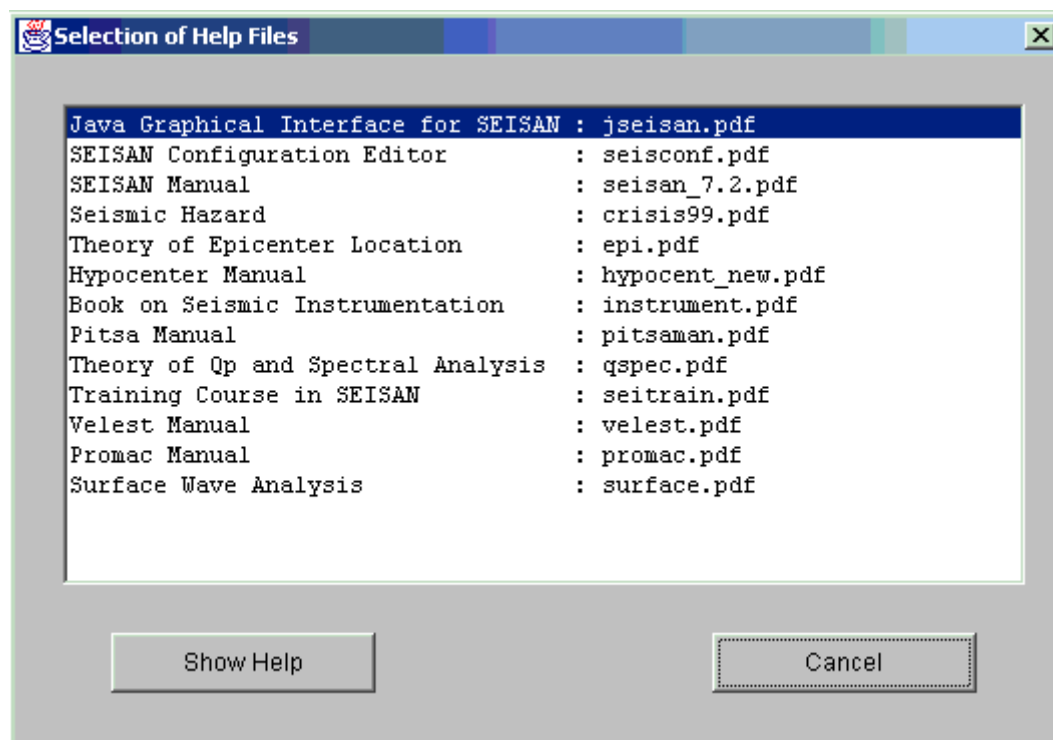 Selection of Help Files
Java Graphical Interface for SEISAN : jseisan.pdf
SEISAN Configuration Editor : seisconf.pdf
SEISAN Manual : seisan_7.2.pdf
Seismic Hazard : crisis99.pdf
Theory of Epicenter Location : epi.pdf
Hypocenter Manual : hypocent_new.pdf
Book on Seismic Instrumentation : instrument.pdf
Pitsa Manual : pitsaman.pdf
Theory of Qp and Spectral Analysis : qspec.pdf
Training Course in SEISAN : seitrain.pdf
Velest Manual : velest.pdf
Promac Manual : promac.pdf
Surface Wave Analysis : surface.pdf
Show Help Cancel